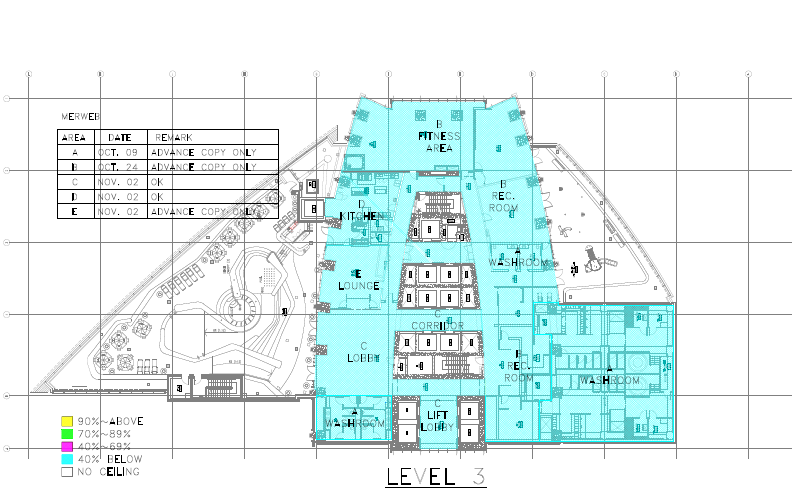 MERWEB
AREA DATE REMARK
A OCT. 09 ADVANCE COPY ONLY
B OCT. 24 ADVANCE COPY ONLY
C NOV. 02 OK
D NOV. 02 OK
E NOV. 02 ADVANCE COPY ONLY
B
FITNESS
AREA
D
KITCHEN
B
REC.
ROOM
A
WASHROOM
E
LOUNGE
C
CORRIDOR
C
LOBBY
REC.
ROOM
A
WASHROOM
A
WASHROOM
C
LIFT
LOBBY
90%~ABOVE
70%~89%
40%~69%
40% BELOW
NO CEILING
LEVEL 3